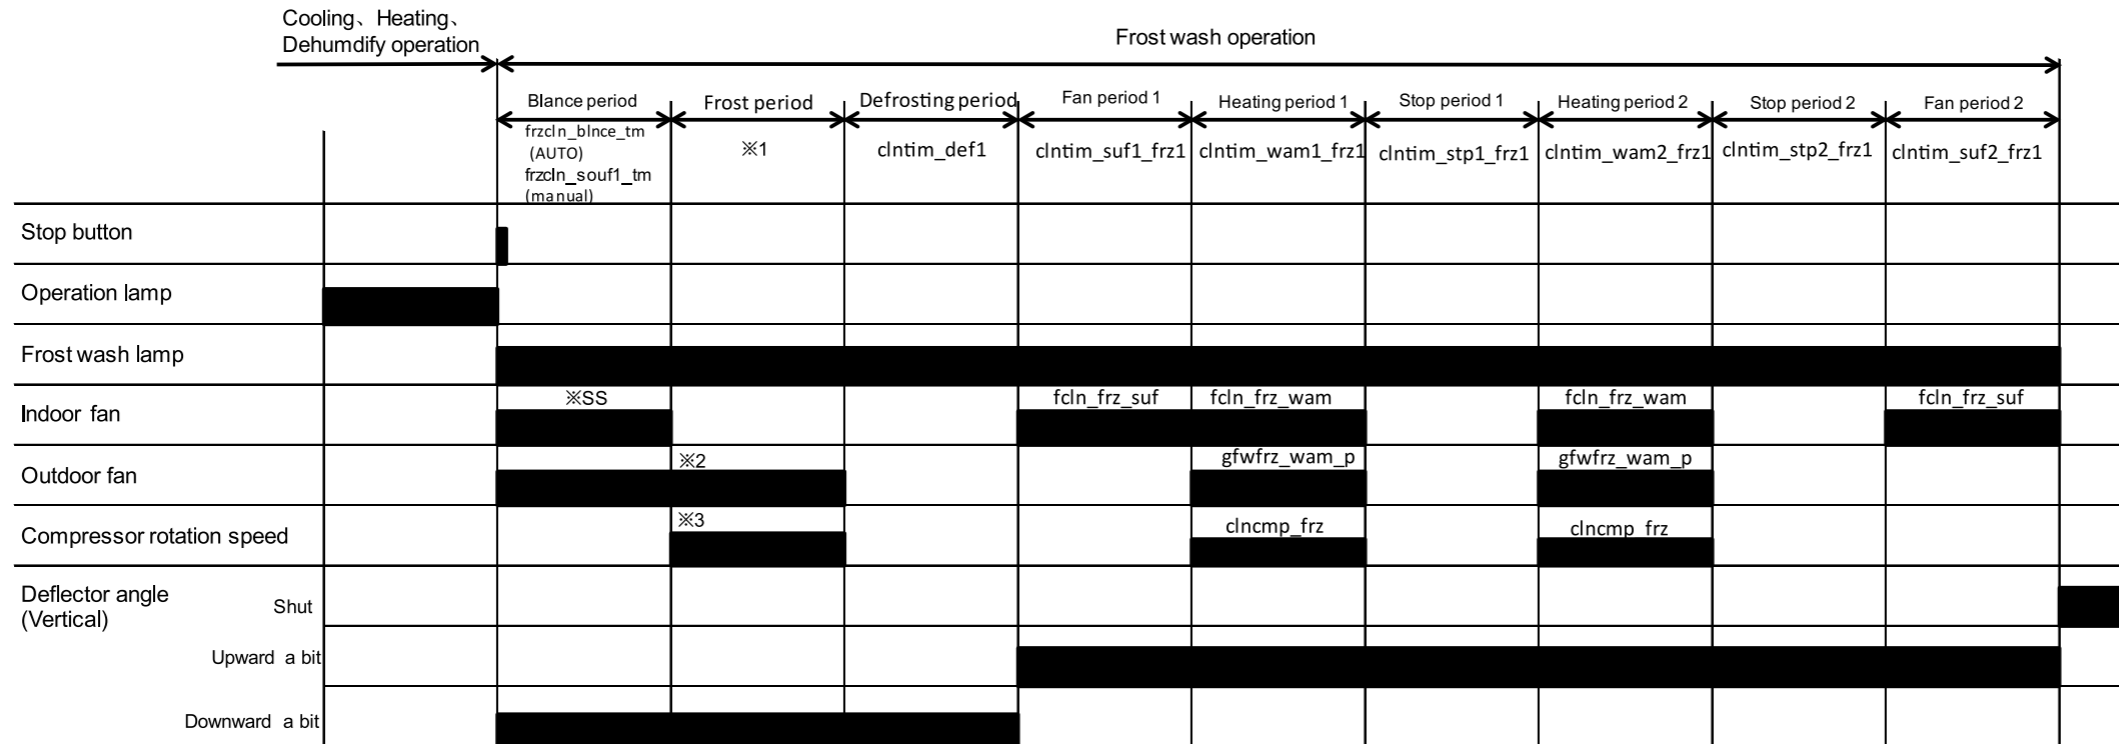 Cooling、Heating、
Dehumdify operation
Frost wash operation
Blance period
Frost period
Defrosting period
Fan period 1
Heating period 1
Stop period 1
Heating period 2
Stop period 2
Fan period 2
frzcln_blnce_tm
(AUTO)
frzcln_souf1_tm
(manual)
※1
clntim_def1
clntim_suf1_frz1
clntim_wam1_frz1
clntim_stp1_frz1
clntim_wam2_frz1
clntim_stp2_frz1
clntim_suf2_frz1
Stop button
Operation lamp
Frost wash lamp
Indoor fan
※SS
fcln_frz_suf
fcln_frz_wam
fcln_frz_wam
fcln_frz_suf
Outdoor fan
※2
gfwfrz_wam_p
gfwfrz_wam_p
Compressor rotation speed
※3
clncmp_frz
clncmp frz
Deflector angle
(Vertical)
Shut
Upward a bit
Downward a bit